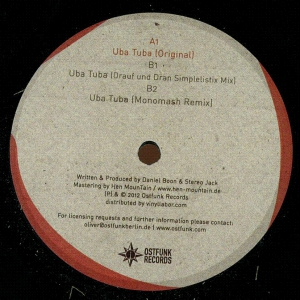 A1
Uba Tuba (Original)
B1
Uba Tuba (Drauf und Dran Simplelistix Mix)
B2
Uba Tuba (Monomash Remix)
Written & Produced by Daniel Boon & Stereo Jack
Mastering by Hen MounTain / www.hen-mountain.de
(P) & © 2012 Ostfunk Records
distributed by vinyllabor.com
For licensing requests and further information please contact:
oliver@ostfunkberlin.de | www.ostfunk.com
OSTFUNK
RECORDS